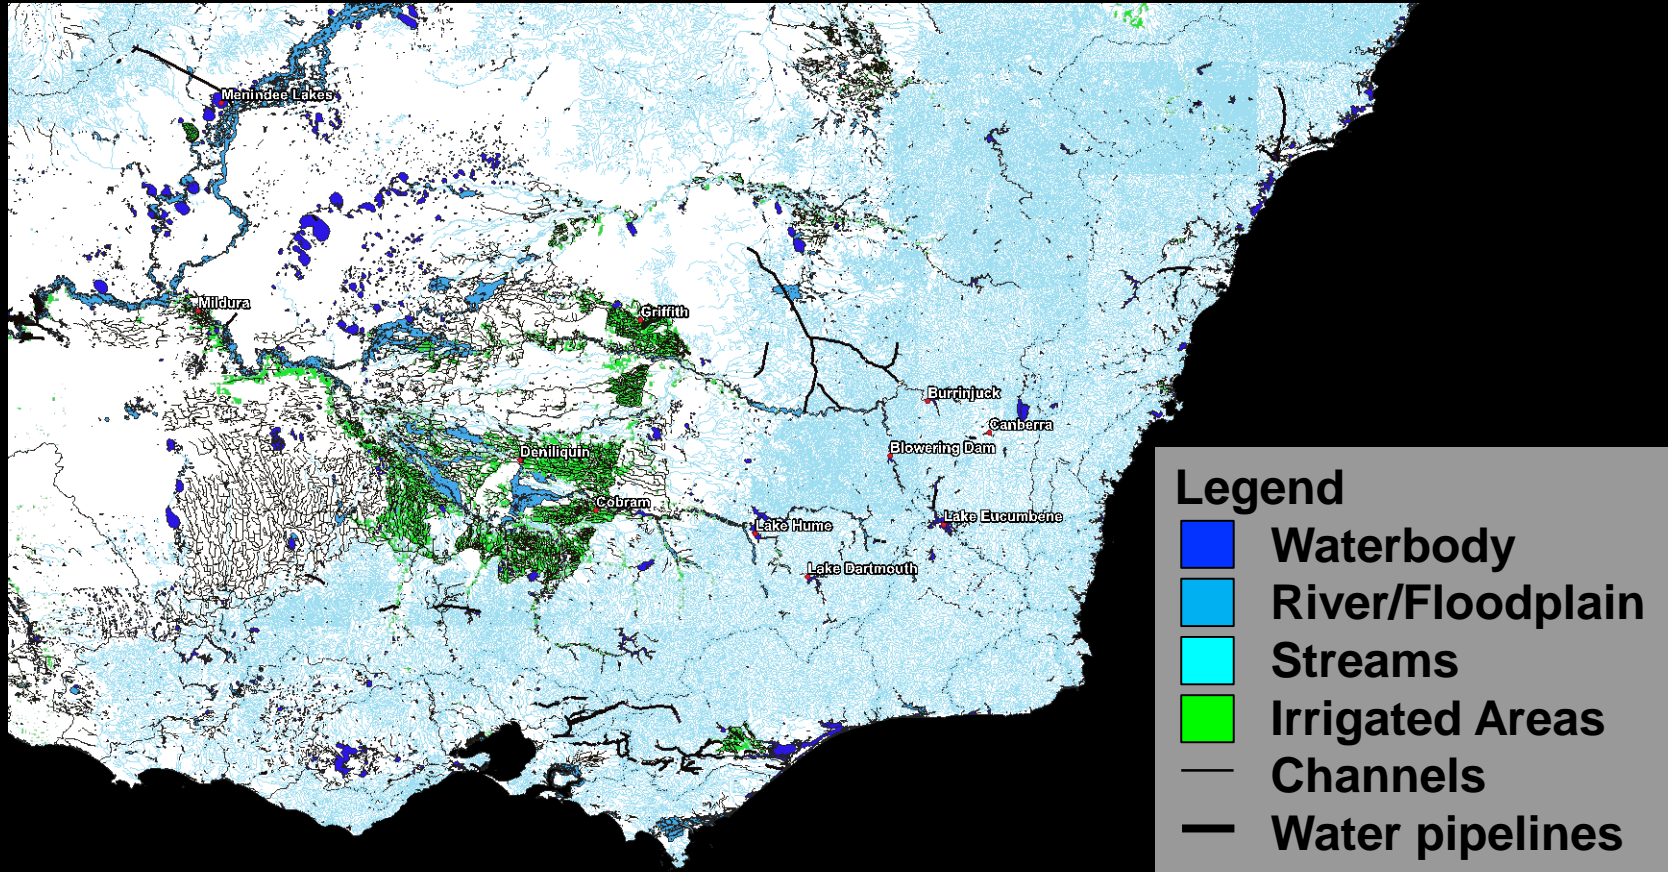 Menindee Lakes
Mildura
Griffith
Burrinjuck
Canberra
Blowering Dam
Deniliquin
Cobram
Lake Hume
Lake Eucumbene
Lake Dartmouth
Legend
Waterbody
River/Floodplain
Streams
Irrigated Areas
Channels
Water pipelines